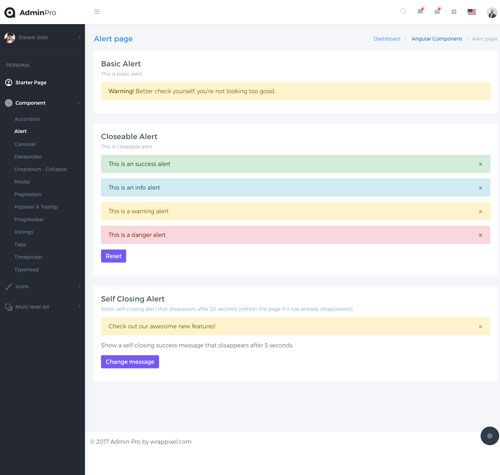 AdminPro
Steave Jobs
PERSONAL
Starter Page
Component
Accordion
Alert
Carousel
Datepicker
Dropdown - Collapse
Modal
Pagination
Popover & Tooltip
Progressbar
Ratings
Tabs
Timepicker
Typehead
Icons
Multi level dd
Alert page
Dashboard
Angular Component
Alert page
Basic Alert
This is basic alert
Warning! Better check yourself, you're not looking too good.
Closeable Alert
This is closeable alert
This is an success alert ×
This is an info alert ×
This is a warning alert ×
This is a danger alert ×
Reset
Self Closing Alert
Static self-closing alert that disappears after 20 seconds (refresh the page if it has already disappeared)
Check out our awesome new features! ×
Show a self-closing success message that disappears after 5 seconds.
Change message
© 2017 Admin Pro by wrappixel.com